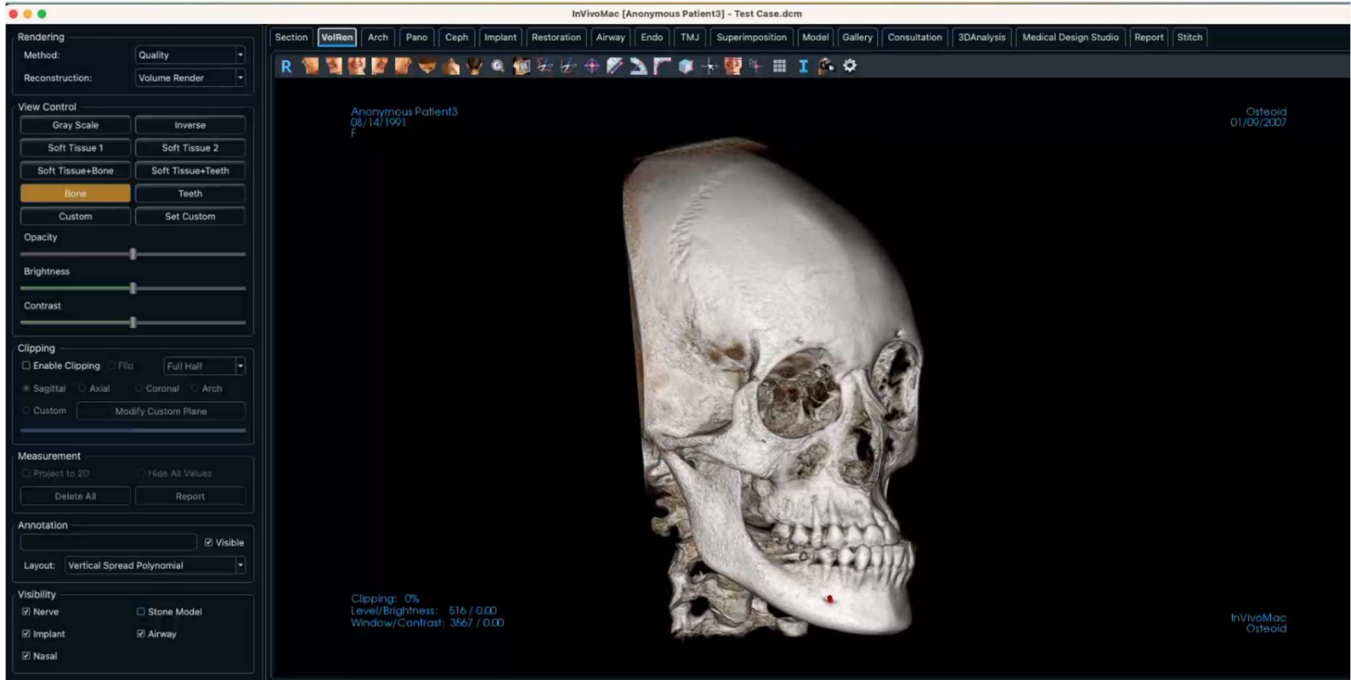 InVivoMac [Anonymous Patient3] - Test Case.dcm
Rendering
Method: Quality
Reconstruction: Volume Render
View Control
Gray Scale Inverse
Soft Tissue 1 Soft Tissue 2
Soft Tissue+Bone Soft Tissue+Teeth
Bone Teeth
Custom Set Custom
Opacity
Brightness
Contrast
Clipping
Enable Clipping Flip Full Half
Sagittal Axial Coronal Arch
Custom Modify Custom Plane
Measurement
Project to 2D Hide All Values
Delete All Report
Annotation
Visible
Layout: Vertical Spread Polynomial
Visibility
Nerve Stone Model
Implant Airway
Nasal
Section VolRen Arch Pano Ceph Implant Restoration Airway Endo TMJ Superimposition Model Gallery Consultation 3DAnalysis Medical Design Studio Report Stitch
R I
Anonymous Patient3
08/14/1991
F
Osteoid
01/09/2007
Clipping: 0%
Level/Brightness: 516 / 0.00
Window/Contrast: 3567 / 0.00
InVivoMac
Osteoid